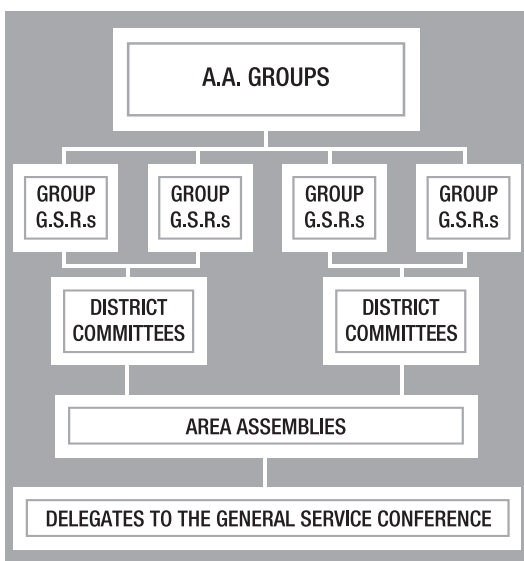 A.A. GROUPS
GROUP
G.S.R.s
GROUP
G.S.R.s
GROUP
G.S.R.s
GROUP
G.S.R.s
DISTRICT
COMMITTEES
DISTRICT
COMMITTEES
AREA ASSEMBLIES
DELEGATES TO THE GENERAL SERVICE CONFERENCE